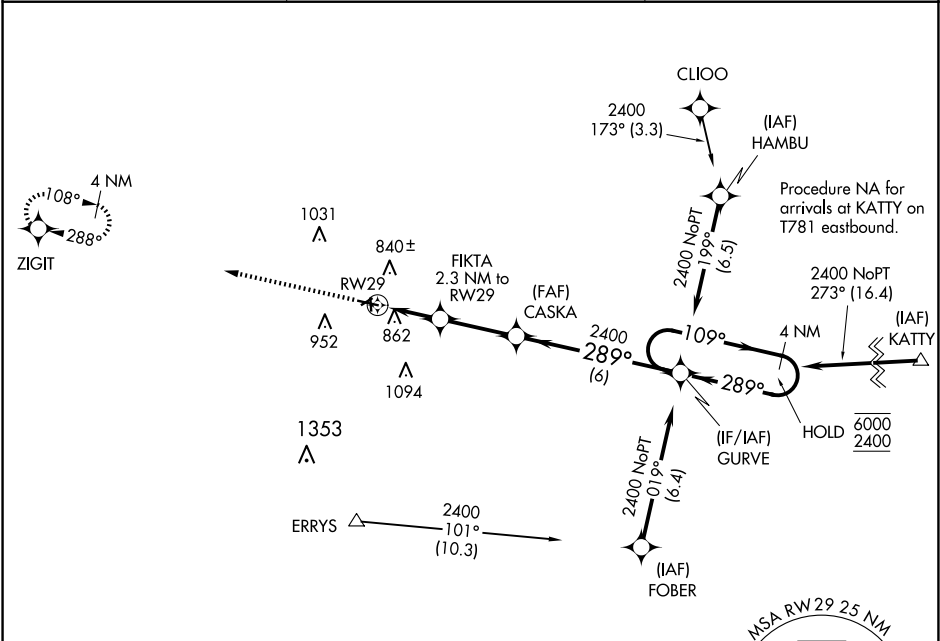 CLIOO
2400
173° (3.3)
(IAF)
HAMBU
Procedure NA for
arrivals at KATTY on
T781 eastbound.
4 NM
108°
288°
ZIGIT
1031
840±
RW29
FIKTA
2.3 NM to
RW29
(FAF)
CASKA
952
862
1094
1353
2400 NoPT
199°
(6.5)
2400 NoPT
273° (16.4)
(IAF)
KATTY
2400
289°
(6)
109°
4 NM
289°
HOLD
6000
2400
(IF/IAF)
GURVE
2400 NoPT
019°
(6.4)
ERRYS
2400
101°
(10.3)
(IAF)
FOBER
MSA RW29 25 NM